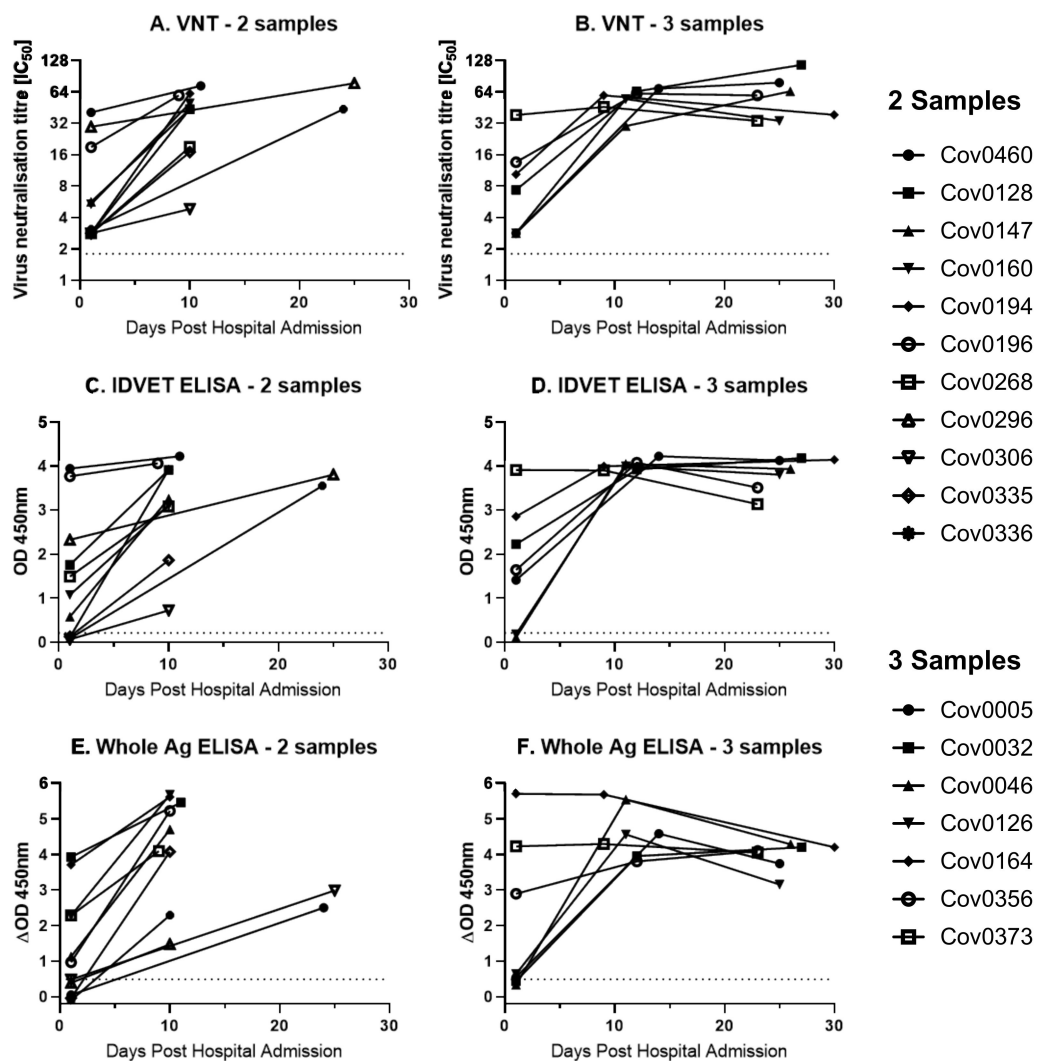 A. VNT - 2 samples
Virus neutralisation titre [IC50]
128
64
32
16
8
4
2
1
0
10
20
30
Days Post Hospital Admission
B. VNT - 3 samples
Virus neutralisation titre [IC50]
128
64
32
16
8
4
2
1
0
10
20
30
Days Post Hospital Admission
C. IDVET ELISA - 2 samples
OD 450nm
5
4
3
2
1
0
0
10
20
30
Days Post Hospital Admission
D. IDVET ELISA - 3 samples
OD 450nm
5
4
3
2
1
0
0
10
20
30
Days Post Hospital Admission
E. Whole Ag ELISA - 2 samples
ΔOD 450nm
6
5
4
3
2
1
0
0
10
20
30
Days Post Hospital Admission
F. Whole Ag ELISA - 3 samples
ΔOD 450nm
6
5
4
3
2
1
0
0
10
20
30
Days Post Hospital Admission
2 Samples
Cov0460
Cov0128
Cov0147
Cov0160
Cov0194
Cov0196
Cov0268
Cov0296
Cov0306
Cov0335
Cov0336
3 Samples
Cov0005
Cov0032
Cov0046
Cov0126
Cov0164
Cov0356
Cov0373